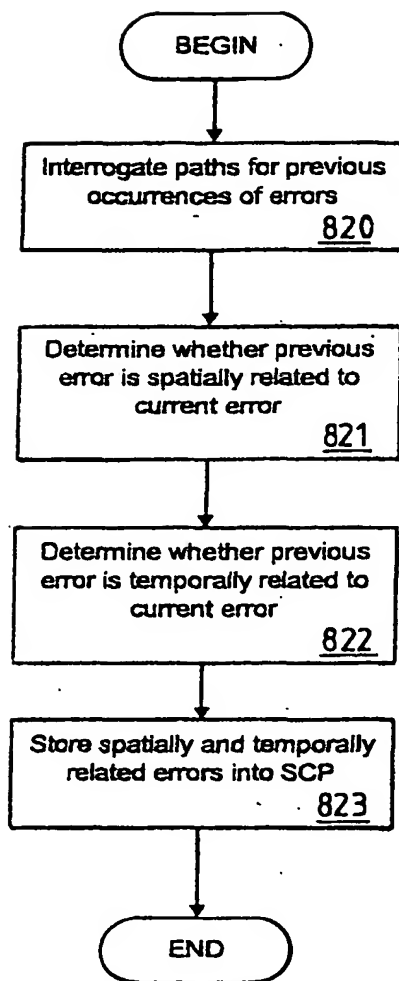 BEGIN
Interrogate paths for previous
occurrences of errors
820
Determine whether previous
error is spatially related to
current error
821
Determine whether previous
error is temporally related to
current error
822
Store spatially and temporally
related errors into SCP
823
END